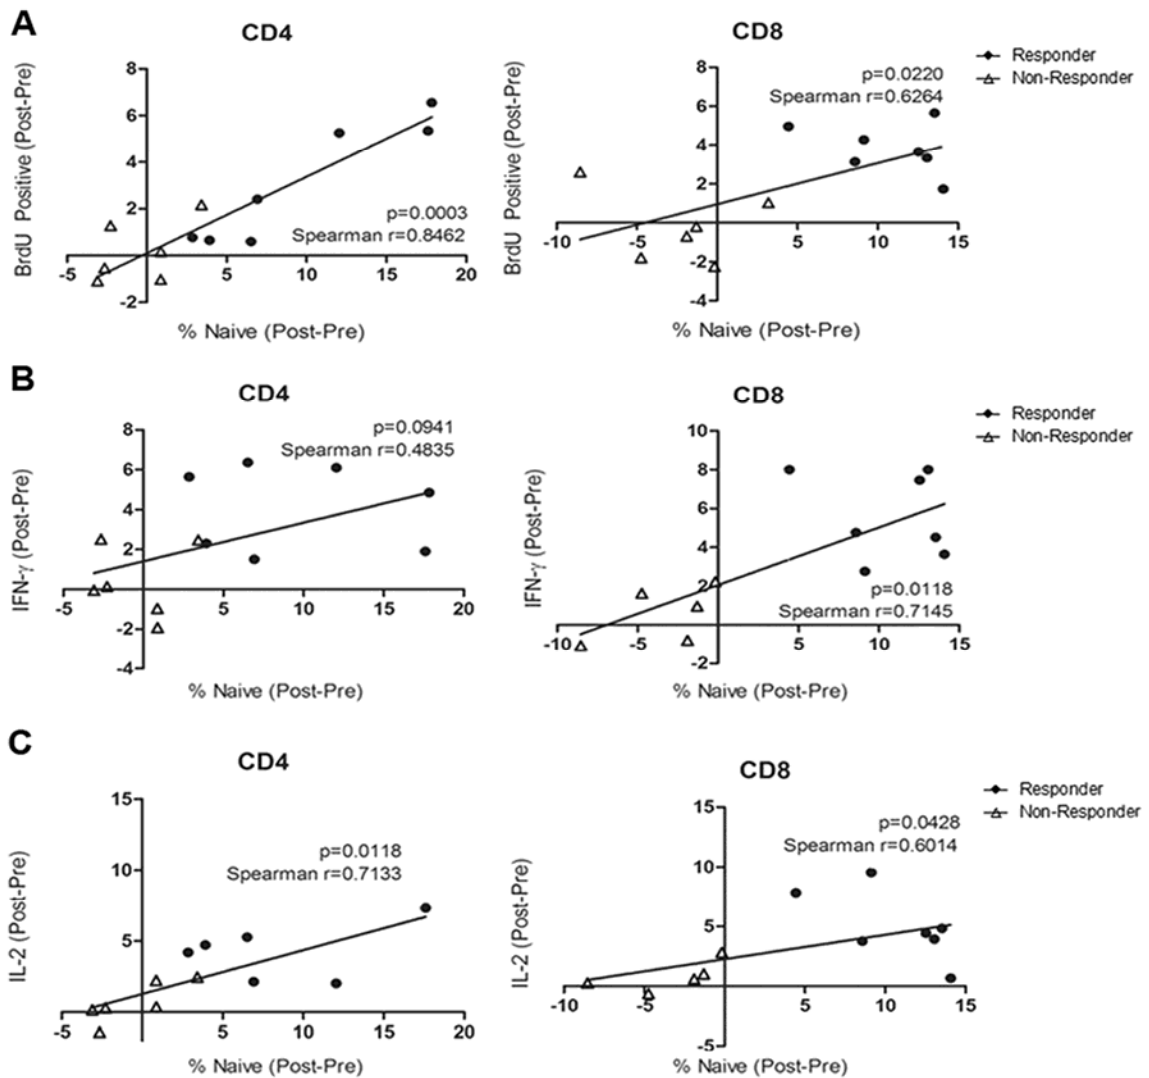 A
CD4
CD8
Responder
Non-Responder
BrdU Positive (Post-Pre)
8
6
4
2
-2
-5
5
10
15
20
p=0.0003
Spearman r=0.8462
% Naive (Post-Pre)
BrdU Positive (Post-Pre)
8
6
4
2
-2
-4
-10
-5
5
10
15
p=0.0220
Spearman r=0.6264
% Naive (Post-Pre)
B
CD4
CD8
Responder
Non-Responder
IFN-γ (Post-Pre)
8
6
4
2
-2
-4
-5
5
10
15
20
p=0.0941
Spearman r=0.4835
% Naive (Post-Pre)
IFN-γ (Post-Pre)
10
8
6
4
2
-2
-10
-5
5
10
15
p=0.0118
Spearman r=0.7145
% Naive (Post-Pre)
C
CD4
CD8
Responder
Non-Responder
IL-2 (Post-Pre)
15
10
5
-5
5
10
15
20
p=0.0118
Spearman r=0.7133
% Naive (Post-Pre)
IL-2 (Post-Pre)
15
10
5
-5
-10
-5
5
10
15
p=0.0428
Spearman r=0.6014
% Naive (Post-Pre)